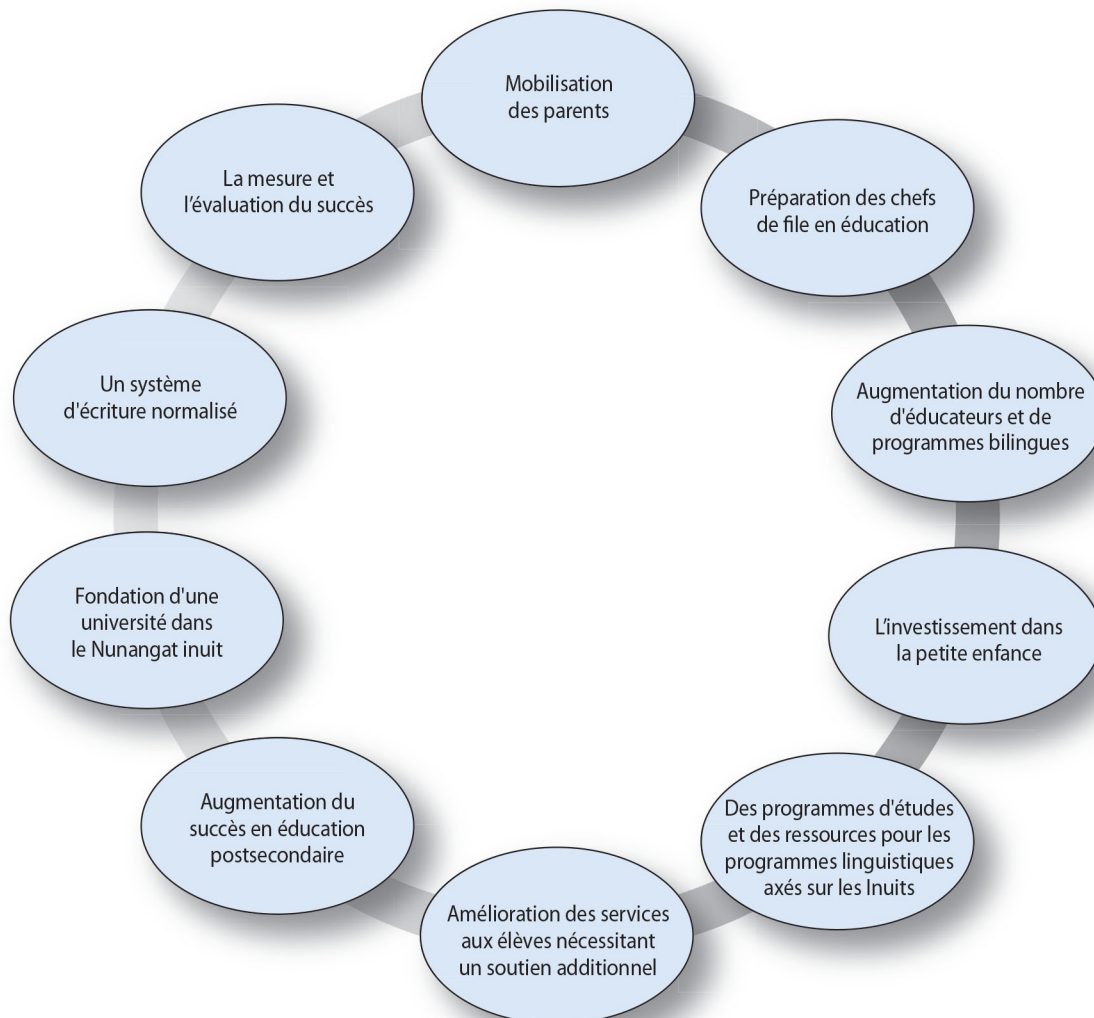 Mobilisation
des parents
Préparation des chefs
de file en éducation
Augmentation du nombre
d'éducateurs et de
programmes bilingues
L’investissement dans
la petite enfance
Des programmes d'études
et des ressources pour les
programmes linguistiques
axés sur les Inuits
Amélioration des services
aux élèves nécessitant
un soutien additionnel
Augmentation du
succès en éducation
postsecondaire
Fondation d'une
université dans
le Nunangat inuit
Un système
d'écriture normalisé
La mesure et
l’évaluation du succès